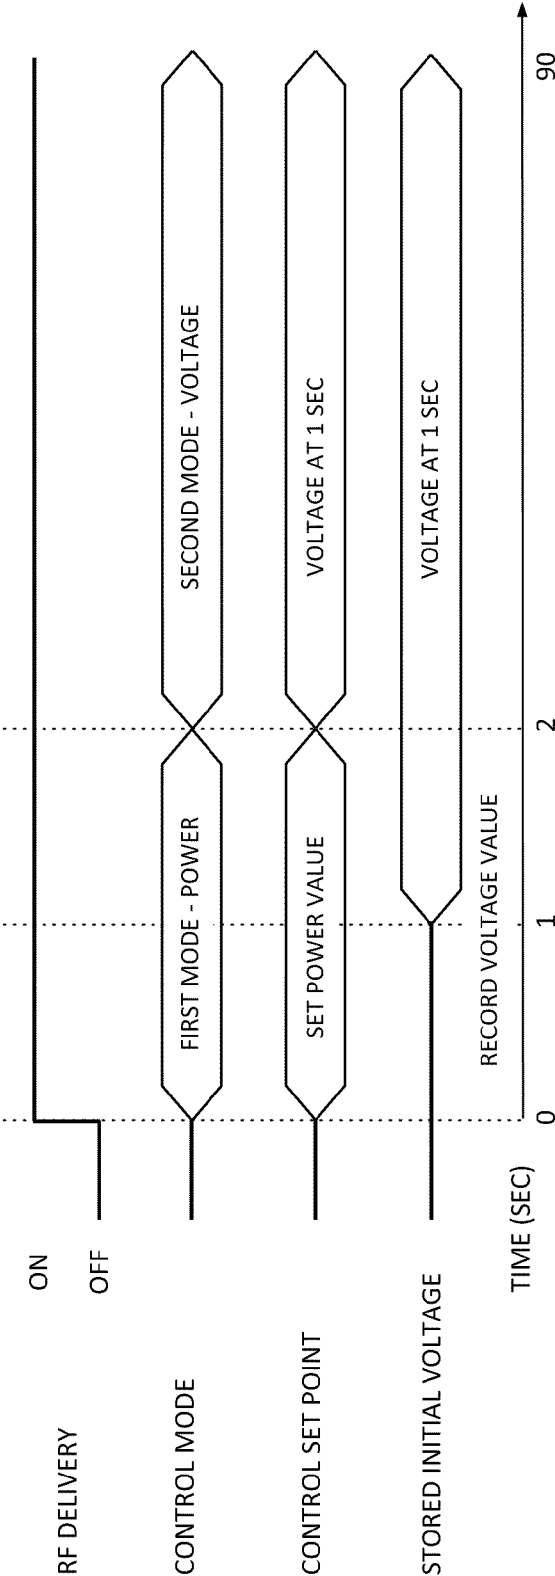 RF DELIVERY
ON
OFF
CONTROL MODE
FIRST MODE - POWER
SECOND MODE - VOLTAGE
CONTROL SET POINT
SET POWER VALUE
VOLTAGE AT 1 SEC
STORED INITIAL VOLTAGE
VOLTAGE AT 1 SEC
RECORD VOLTAGE VALUE
TIME (SEC)
0
1
2
90